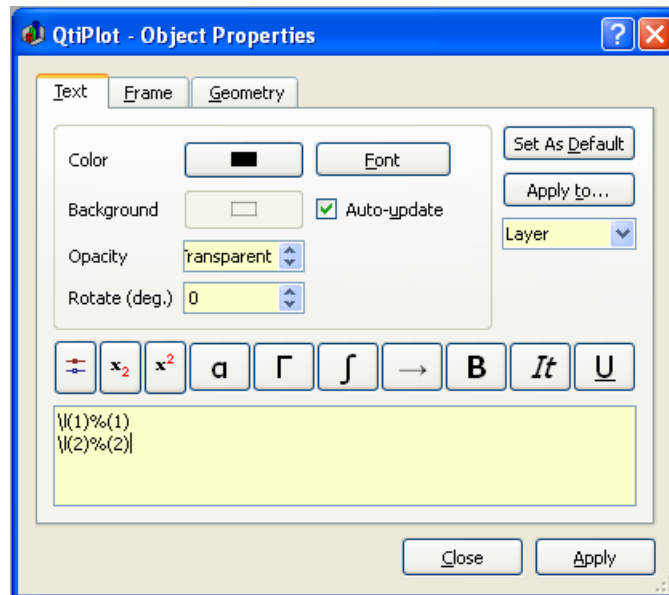 QtiPlot - Object Properties
Text Frame Geometry
Color Font Set As Default
Background Auto-update Apply to...
Opacity Transparent Layer
Rotate (deg.) 0
x2 x2 α Γ ∫ → B It U
\l(1)%(1)
\l(2)%(2)
Close Apply